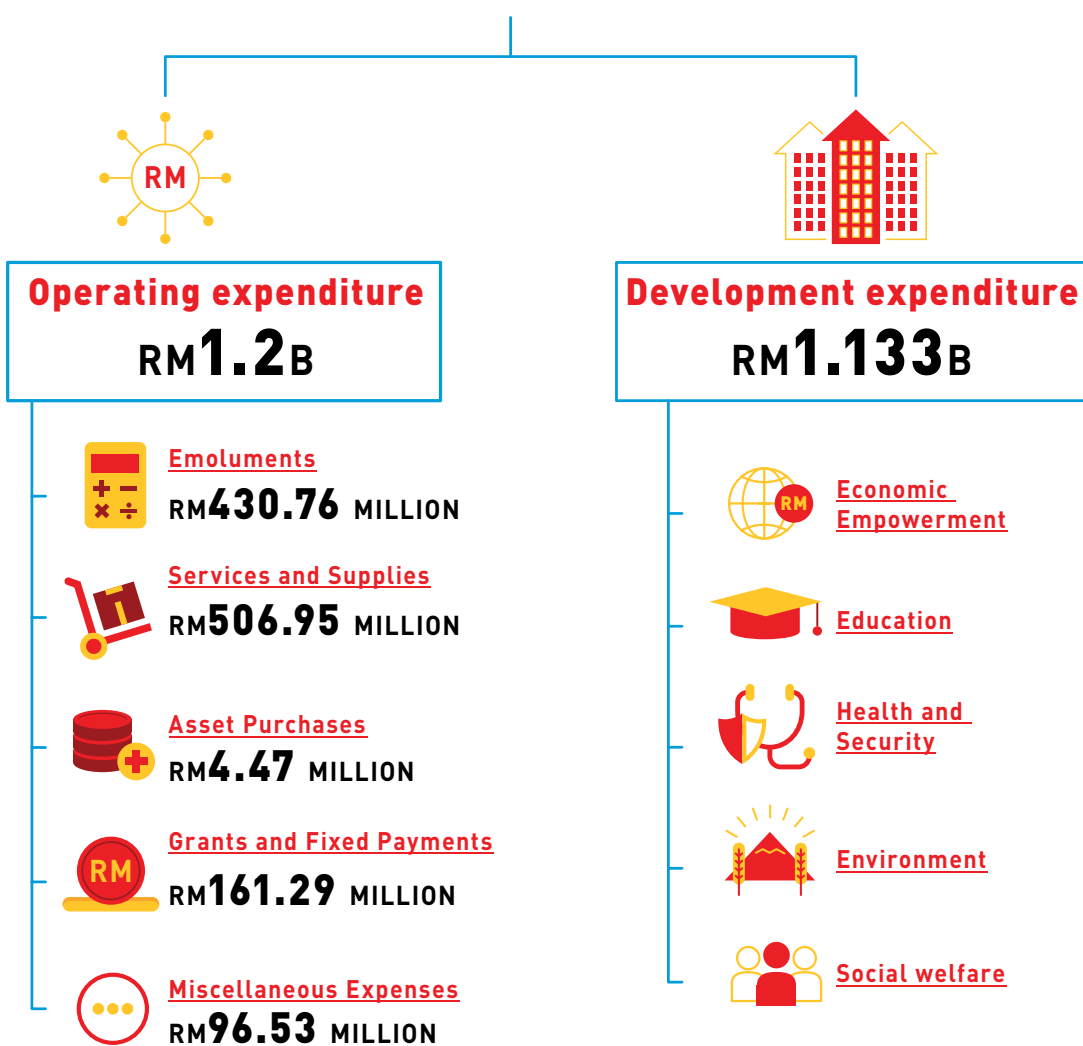 RM
Operating expenditure
RM1.2B
Emoluments
RM430.76 MILLION
Services and Supplies
RM506.95 MILLION
Asset Purchases
RM4.47 MILLION
RM
Grants and Fixed Payments
RM161.29 MILLION
Miscellaneous Expenses
RM96.53 MILLION
Development expenditure
RM1.133B
RM
Economic
Empowerment
Education
Health and
Security
Environment
Social welfare